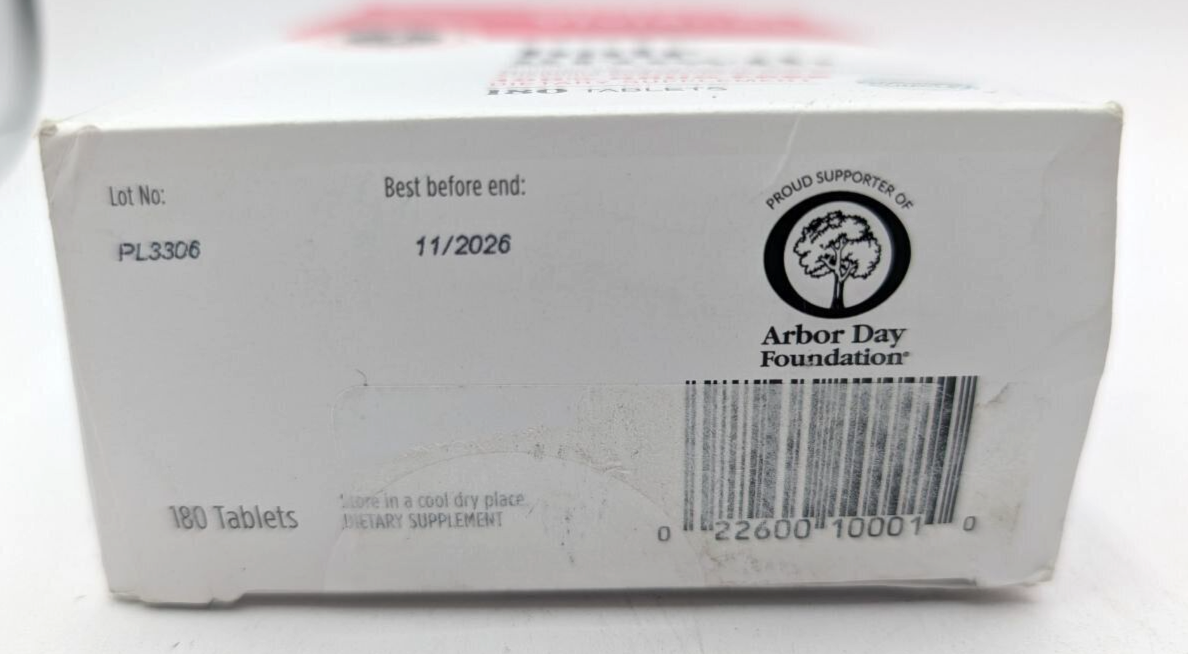 180 TABLETS
Lot No:
PL3306
Best before end:
11/2026
PROUD SUPPORTER OF
Arbor Day
Foundation®
180 Tablets
Store in a cool dry place
DIETARY SUPPLEMENT
0 22600 10001 0